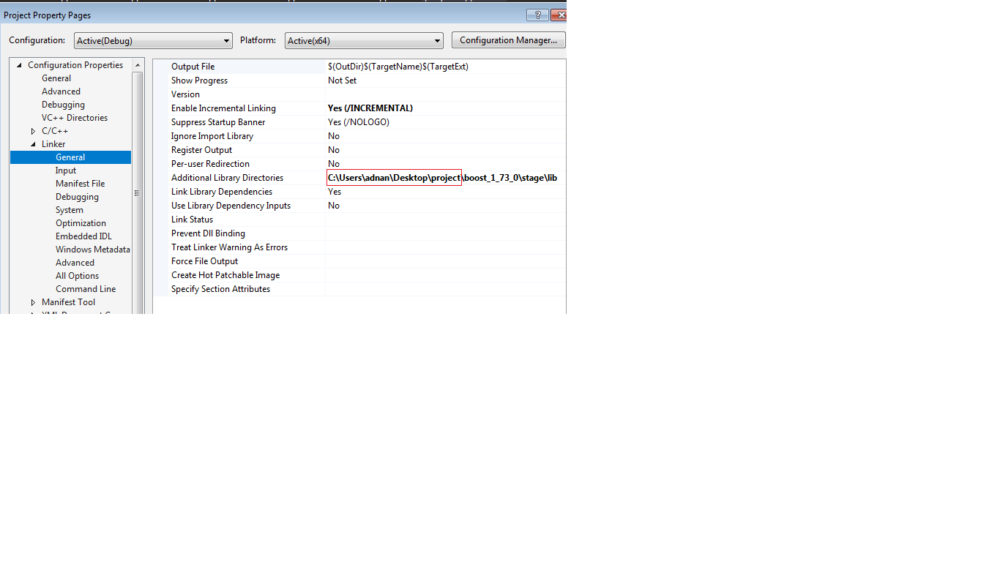 Project Property Pages
Configuration: Active(Debug) Platform: Active(x64) Configuration Manager...
Configuration Properties
General
Advanced
Debugging
VC++ Directories
C/C++
Linker
General
Input
Manifest File
Debugging
System
Optimization
Embedded IDL
Windows Metadata
Advanced
All Options
Command Line
Manifest Tool
Output File $(OutDir)$(TargetName)$(TargetExt)
Show Progress Not Set
Version
Enable Incremental Linking Yes (/INCREMENTAL)
Suppress Startup Banner Yes (/NOLOGO)
Ignore Import Library No
Register Output No
Per-user Redirection No
Additional Library Directories C:\Users\adnan\Desktop\project\boost_1_73_0\stage\lib
Link Library Dependencies Yes
Use Library Dependency Inputs No
Link Status
Prevent Dll Binding
Treat Linker Warning As Errors
Force File Output
Create Hot Patchable Image
Specify Section Attributes